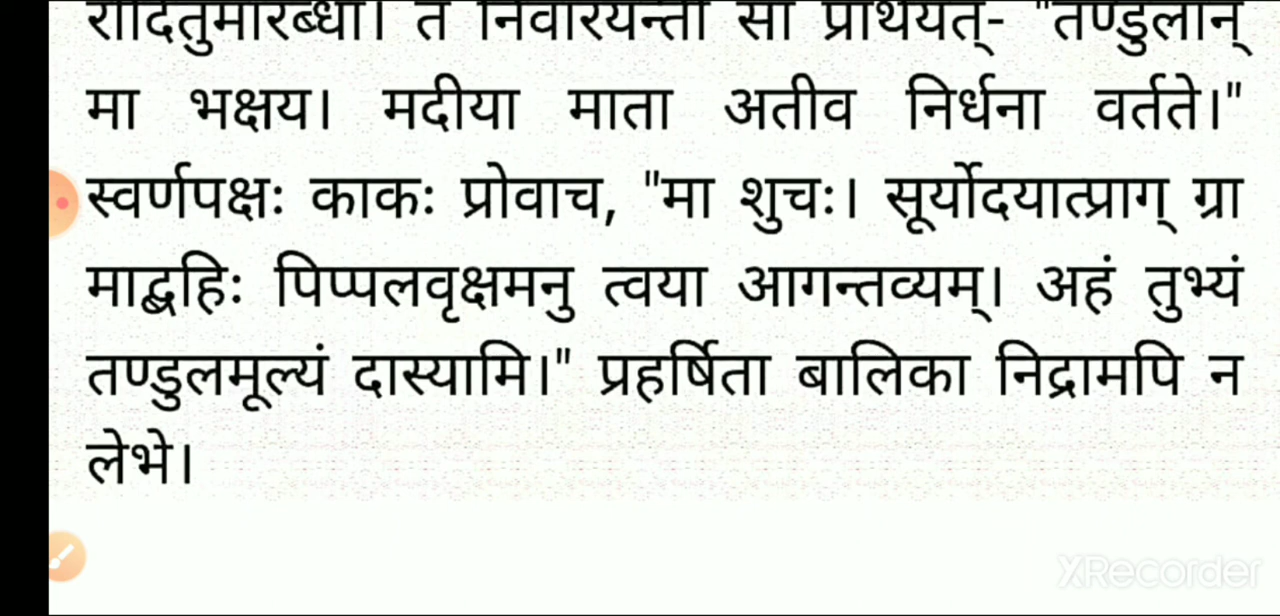 रोदितुमारब्धा। तं निवारयन्ती सा प्रार्थयत्- "तण्डुलान्
मा भक्षय। मदीया माता अतीव निर्धना वर्तते।"
स्वर्णपक्षः काकः प्रोवाच, "मा शुचः। सूर्योदयात्प्राग् ग्रा
माद्बहिः पिप्पलवृक्षमनु त्वया आगन्तव्यम्। अहं तुभ्यं
तण्डुलमूल्यं दास्यामि।" प्रहर्षिता बालिका निद्रामपि न
लेभे।
XRecorder